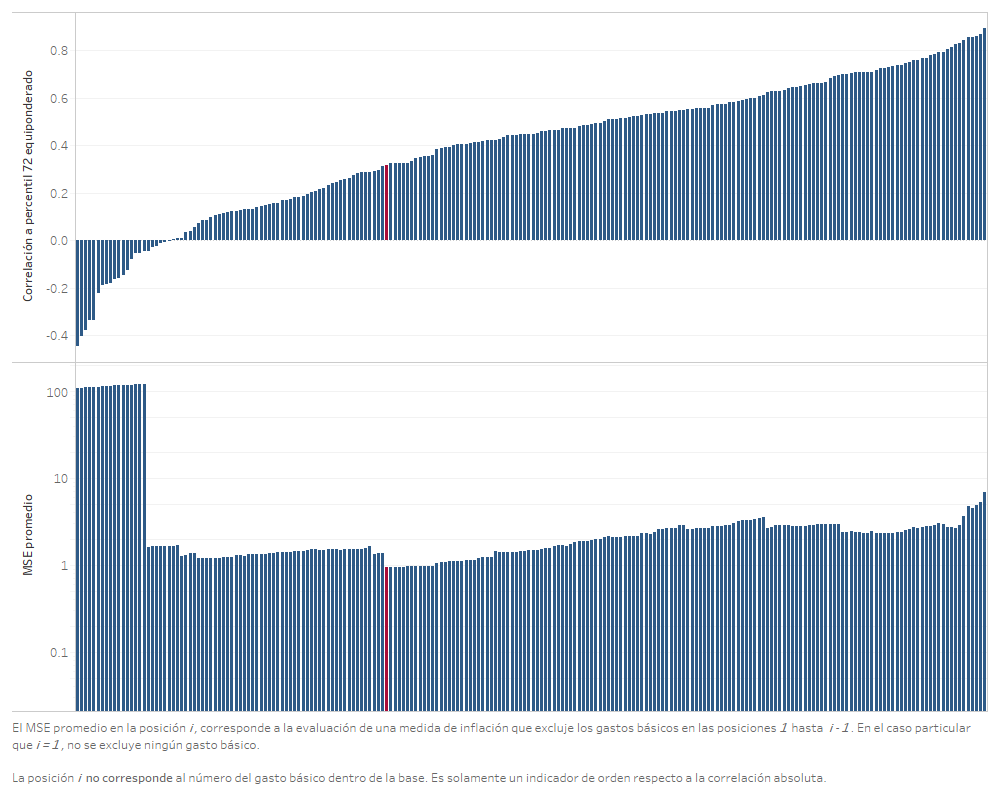 0.8
0.6
0.4
0.2
0.0
-0.2
-0.4
Correlación a percentil 72 equiponderado
100
10
1
0.1
MSE promedio
El MSE promedio en la posición i, corresponde a la evaluación de una medida de inflación que excluje los gastos básicos en las posiciones 1 hasta i-1. En el caso particular
que i=1, no se excluye ningún gasto básico.
La posición i no corresponde al número del gasto básico dentro de la base. Es solamente un indicador de orden respecto a la correlación absoluta.